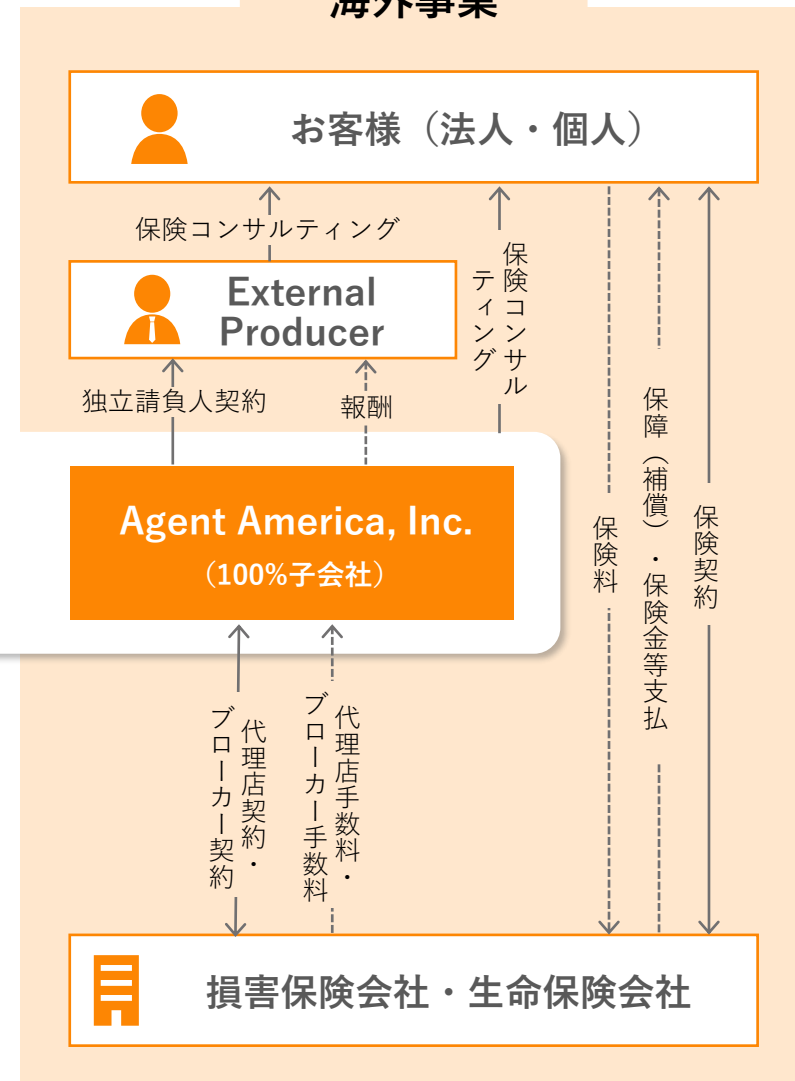 海外事業
お客様（法人・個人）
保険コンサルティング
External
Producer
保険コンサル
ティング
独立請負人契約
報酬
Agent America, Inc.
（100%子会社）
保険料
保障（補償）・保険金等支払
保険契約
代理店契約・
ブローカー契約
代理店手数料・
ブローカー手数料
損害保険会社・生命保険会社